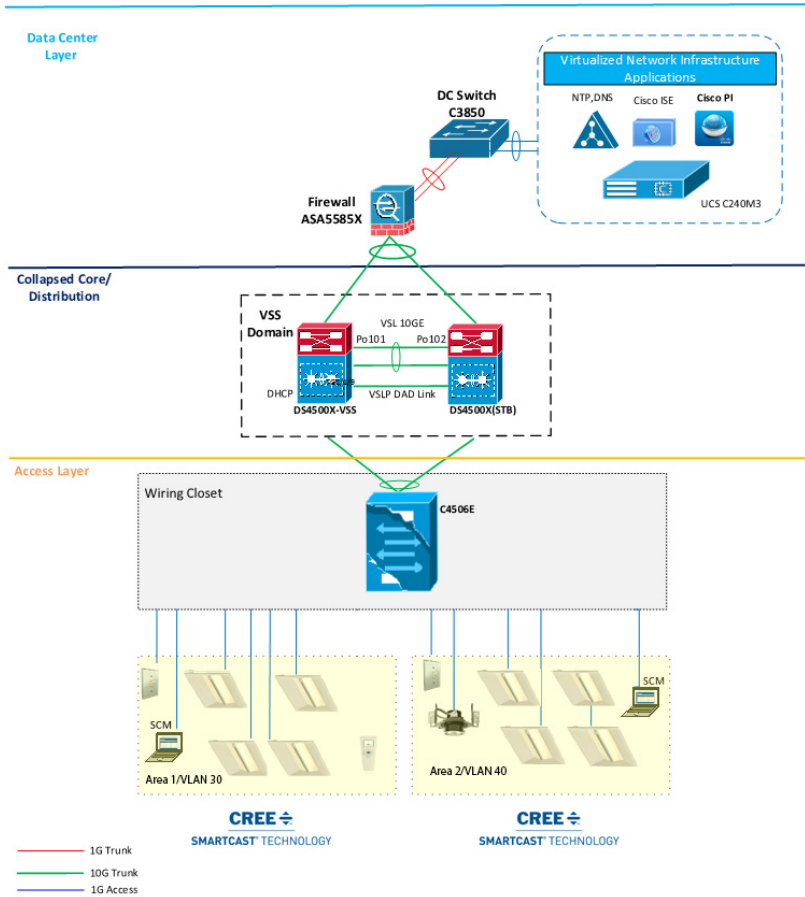 Data Center
Layer
Virtualized Network Infrastructure
Applications
NTP,DNS
Cisco ISE
Cisco PI
UCS C240M3
DC Switch
C3850
Firewall
ASA5585X
Collapsed Core/
Distribution
VSS
Domain
VSL 10GE
Po101
Po102
DHCP
VSLP DAD Link
DS4500X-VSS
DS4500X(STB)
Access Layer
Wiring Closet
C4506E
SCM
Area 1/VLAN 30
SCM
Area 2/VLAN 40
CREE
SMARTCAST® TECHNOLOGY
CREE
SMARTCAST® TECHNOLOGY
1G Trunk
10G Trunk
1G Access